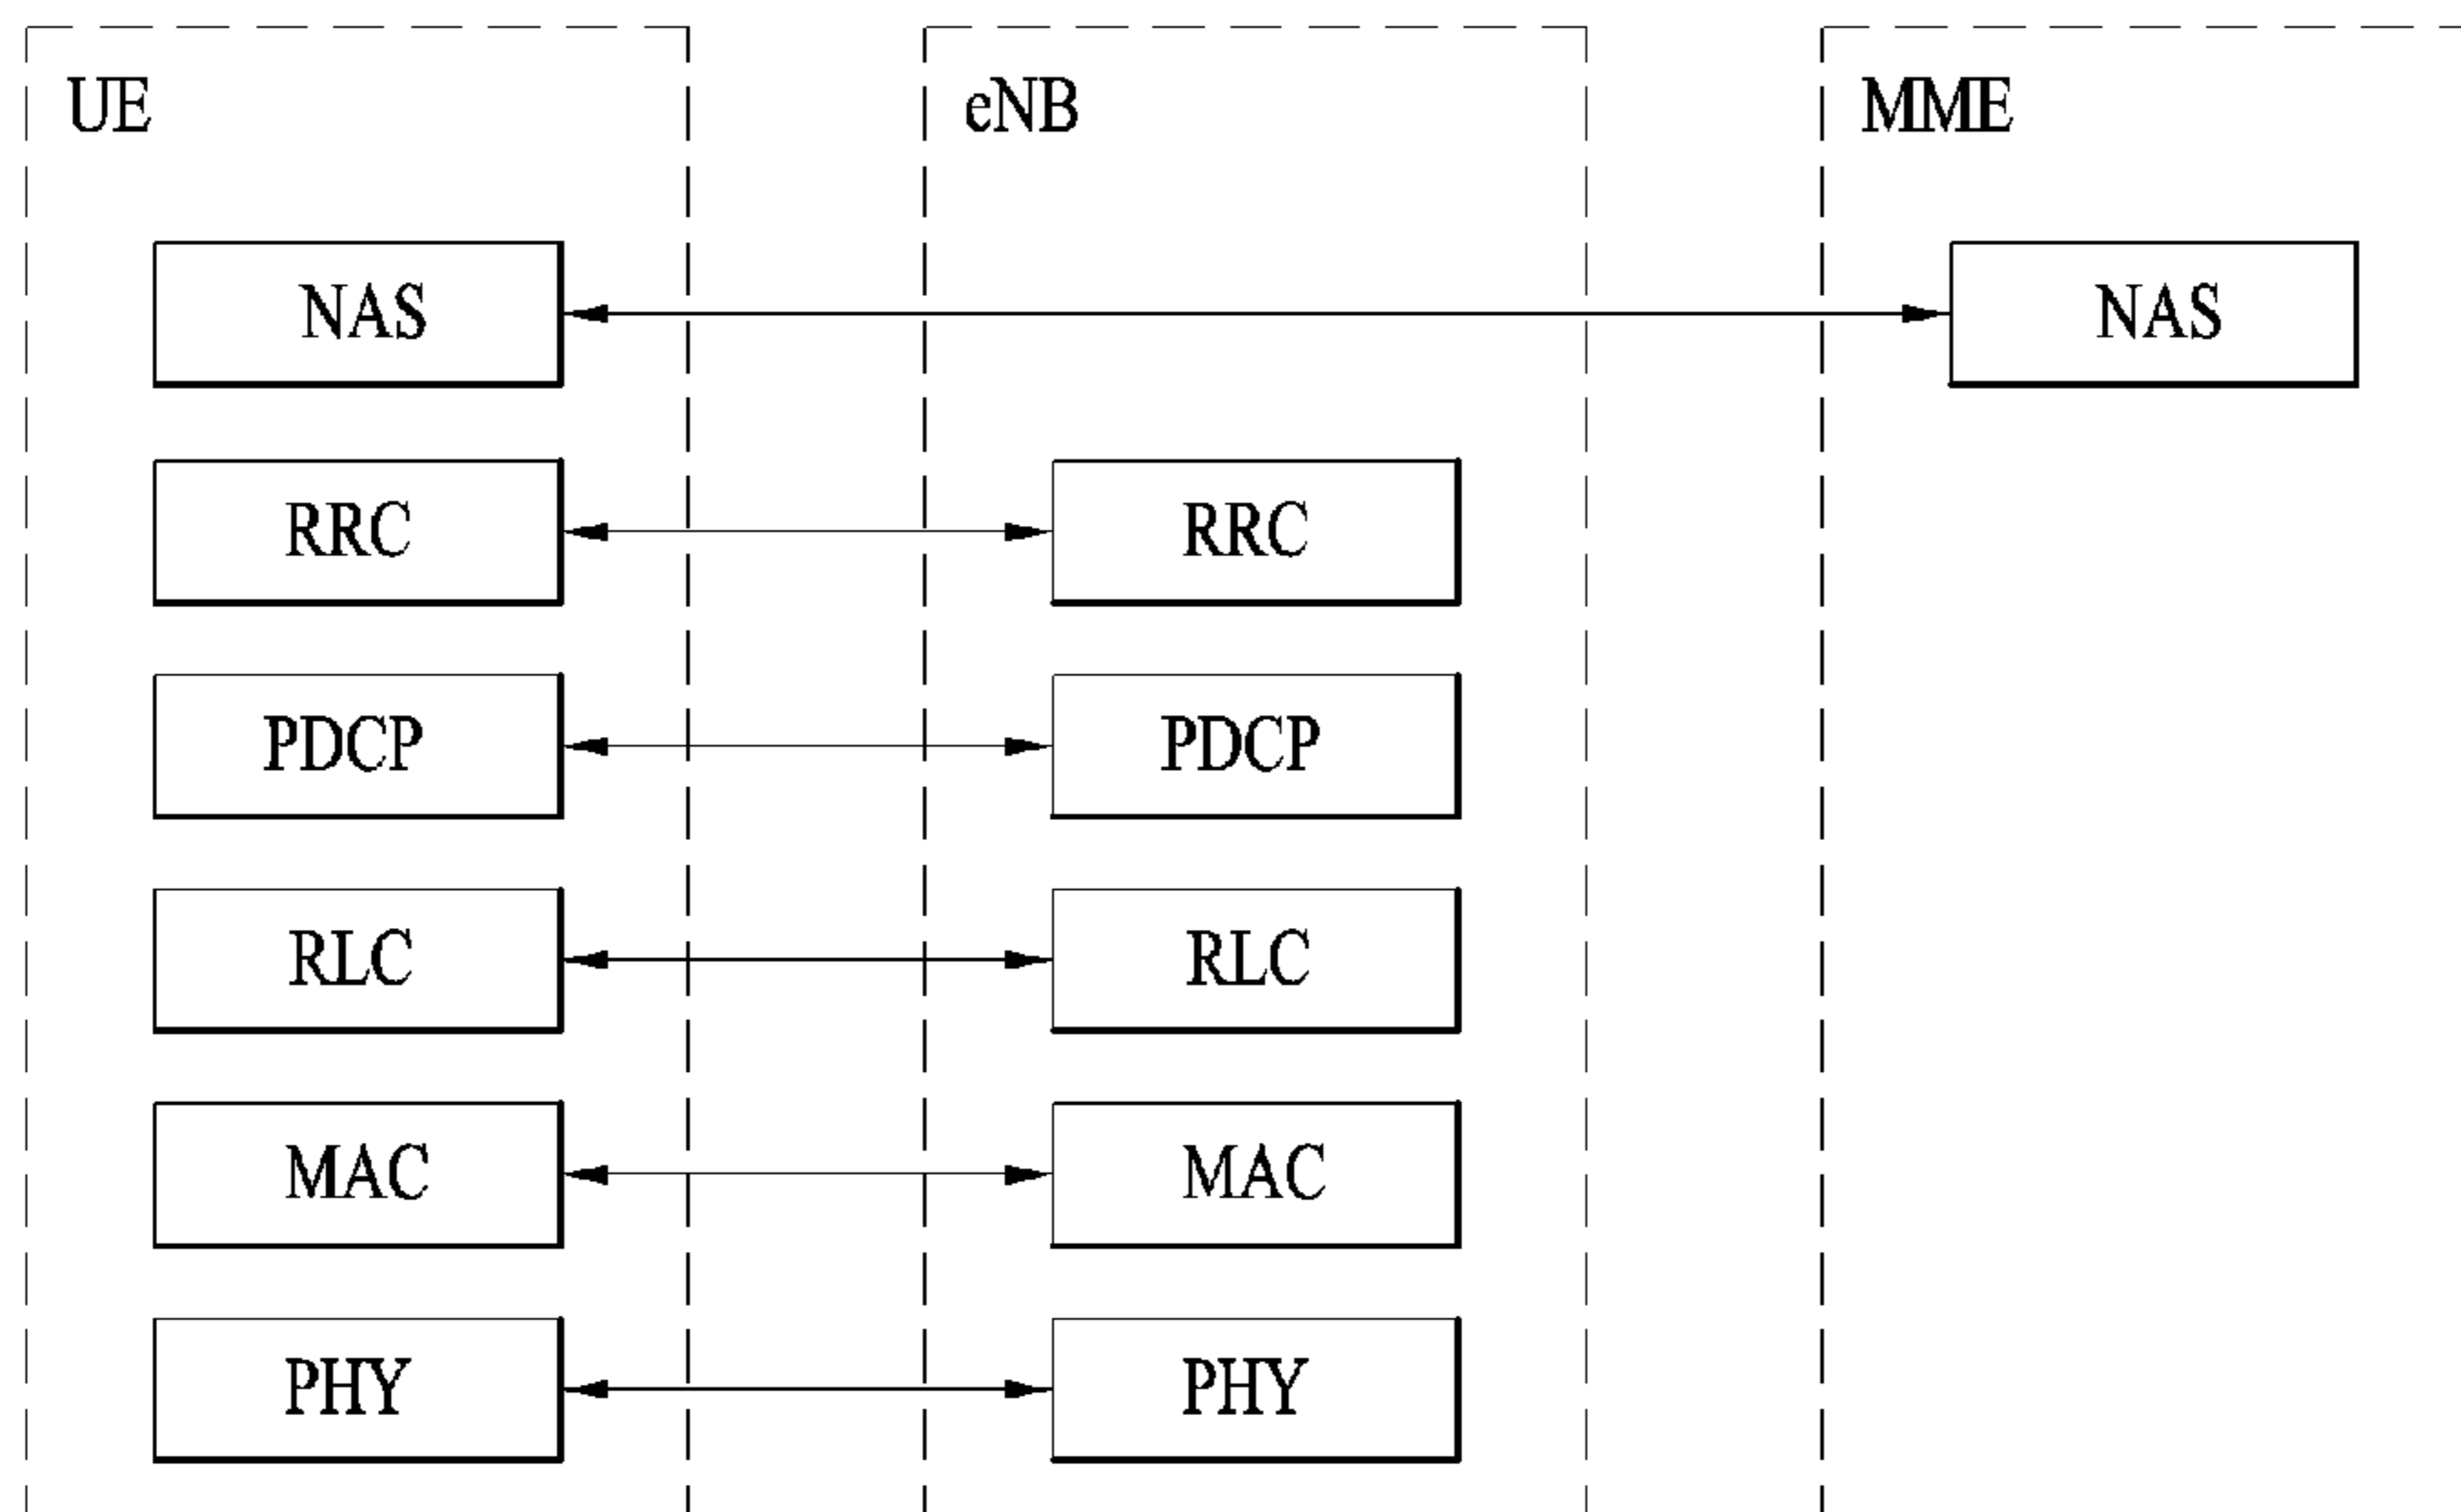 UE
eNB
MME
NAS
NAS
RRC
RRC
PDCP
PDCP
RLC
RLC
MAC
MAC
PHY
PHY